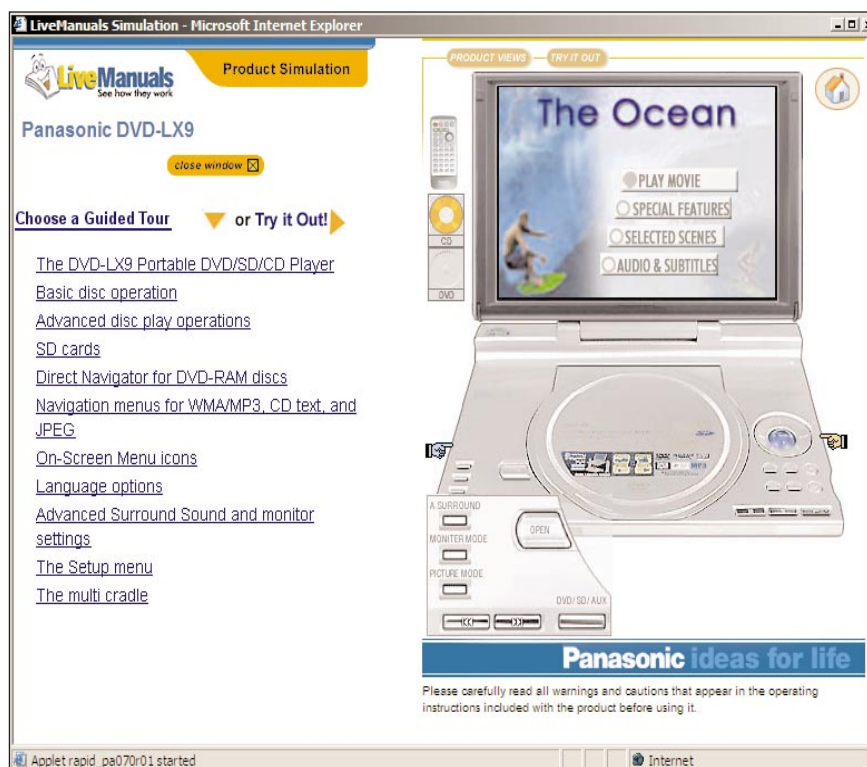 LiveManuals Simulation - Microsoft Internet Explorer
LiveManuals
See how they work
Product Simulation
Panasonic DVD-LX9
close window
Choose a Guided Tour or Try it Out!
The DVD-LX9 Portable DVD/SD/CD Player
Basic disc operation
Advanced disc play operations
SD cards
Direct Navigator for DVD-RAM discs
Navigation menus for WMA/MP3, CD text, and
JPEG
On-Screen Menu icons
Language options
Advanced Surround Sound and monitor
settings
The Setup menu
The multi cradle
PRODUCT VIEWS TRY IT OUT
The Ocean
PLAY MOVIE
SPECIAL FEATURES
SELECTED SCENES
AUDIO & SUBTITLES
CD
DVD
A.SURROUND
OPEN
MONITER MODE
PICTURE MODE
DVD/SD/AUX
Panasonic ideas for life
Please carefully read all warnings and cautions that appear in the operating
instructions included with the product before using it.
Applet rapid_pa070r01 started
Internet